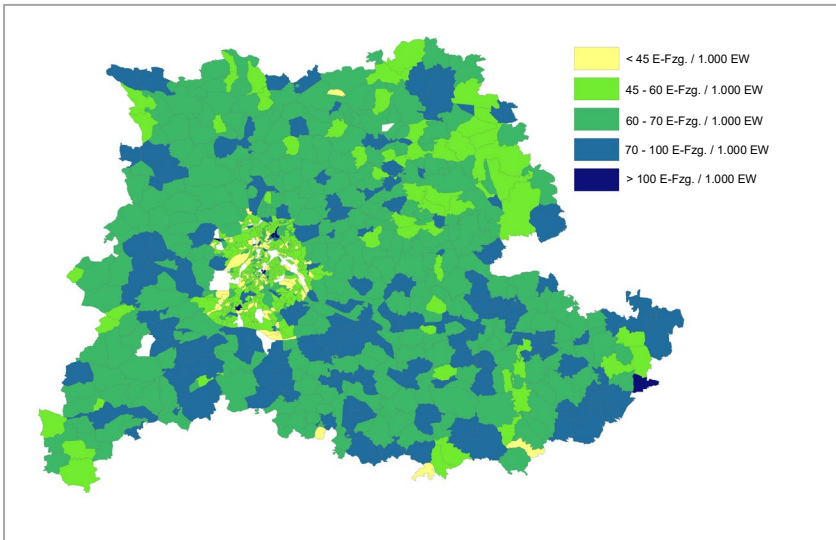 < 45 E-Fzg. / 1.000 EW
45 - 60 E-Fzg. / 1.000 EW
60 - 70 E-Fzg. / 1.000 EW
70 - 100 E-Fzg. / 1.000 EW
> 100 E-Fzg. / 1.000 EW